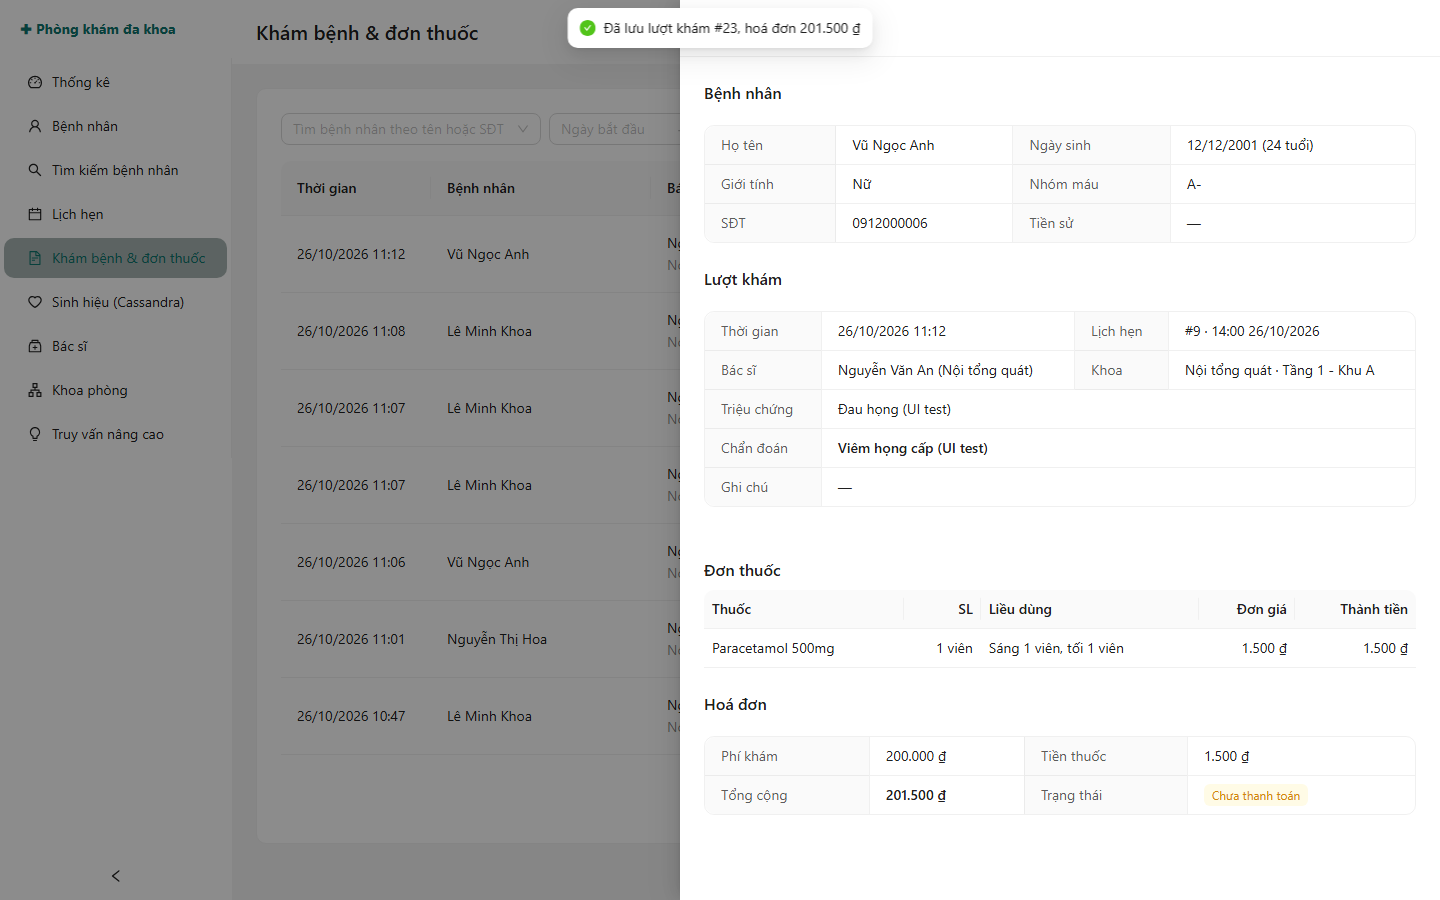 Phòng khám đa khoa
Khám bệnh & đơn thuốc
Đã lưu lượt khám #23, hoá đơn 201.500 ₫
Thống kê
Bệnh nhân
Tìm kiếm bệnh nhân
Lịch hẹn
Khám bệnh & đơn thuốc
Sinh hiệu (Cassandra)
Bác sĩ
Khoa phòng
Truy vấn nâng cao
Tìm bệnh nhân theo tên hoặc SĐT
Ngày bắt đầu
Thời gian Bệnh nhân
26/10/2026 11:12 Vũ Ngọc Anh
26/10/2026 11:08 Lê Minh Khoa
26/10/2026 11:07 Lê Minh Khoa
26/10/2026 11:07 Lê Minh Khoa
26/10/2026 11:06 Vũ Ngọc Anh
26/10/2026 11:01 Nguyễn Thị Hoa
26/10/2026 10:47 Lê Minh Khoa
Bệnh nhân
Họ tên Vũ Ngọc Anh Ngày sinh 12/12/2001 (24 tuổi)
Giới tính Nữ Nhóm máu A-
SĐT 0912000006 Tiền sử —
Lượt khám
Thời gian 26/10/2026 11:12 Lịch hẹn #9 · 14:00 26/10/2026
Bác sĩ Nguyễn Văn An (Nội tổng quát) Khoa Nội tổng quát · Tầng 1 - Khu A
Triệu chứng Đau họng (UI test)
Chẩn đoán Viêm họng cấp (UI test)
Ghi chú —
Đơn thuốc
Thuốc SL Liều dùng Đơn giá Thành tiền
Paracetamol 500mg 1 viên Sáng 1 viên, tối 1 viên 1.500 ₫ 1.500 ₫
Hoá đơn
Phí khám 200.000 ₫ Tiền thuốc 1.500 ₫
Tổng cộng 201.500 ₫ Trạng thái Chưa thanh toán